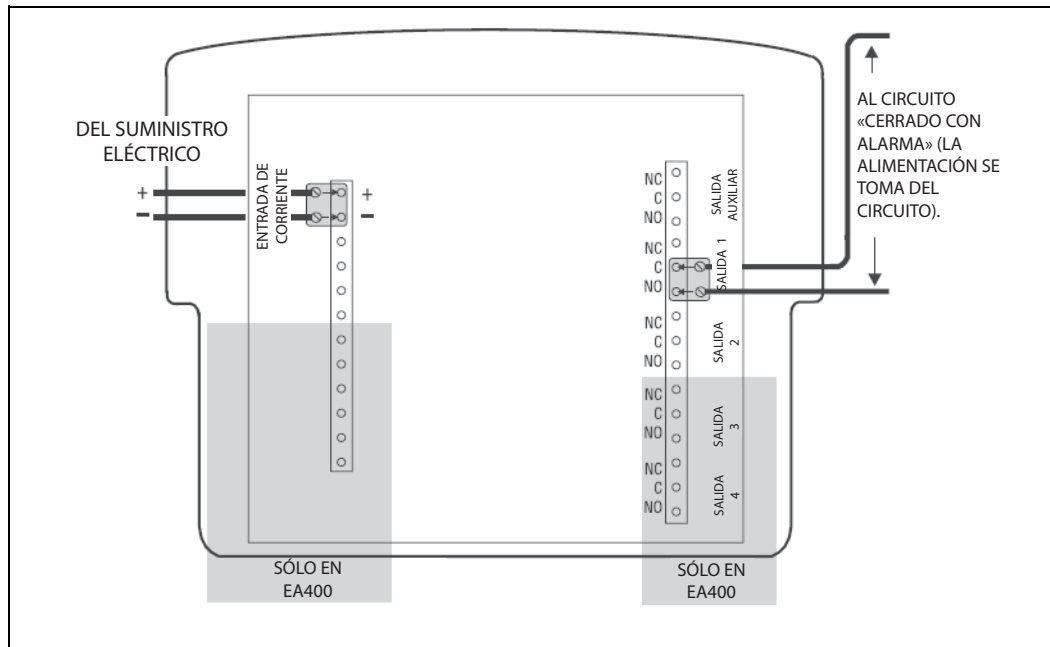 DEL SUMINISTRO
ELÉCTRICO
+
−
ENTRADA DE
CORRIENTE
+
−
SÓLO EN
EA400
NC
C
NO
SALIDA
AUXILIAR
NC
C
NO
SALIDA 1
NC
C
NO
SALIDA
2
NC
C
NO
SALIDA
3
NC
C
NO
SALIDA
4
SÓLO EN
EA400
AL CIRCUITO
«CERRADO CON
ALARMA» (LA
ALIMENTACIÓN SE
TOMA DEL
CIRCUITO).